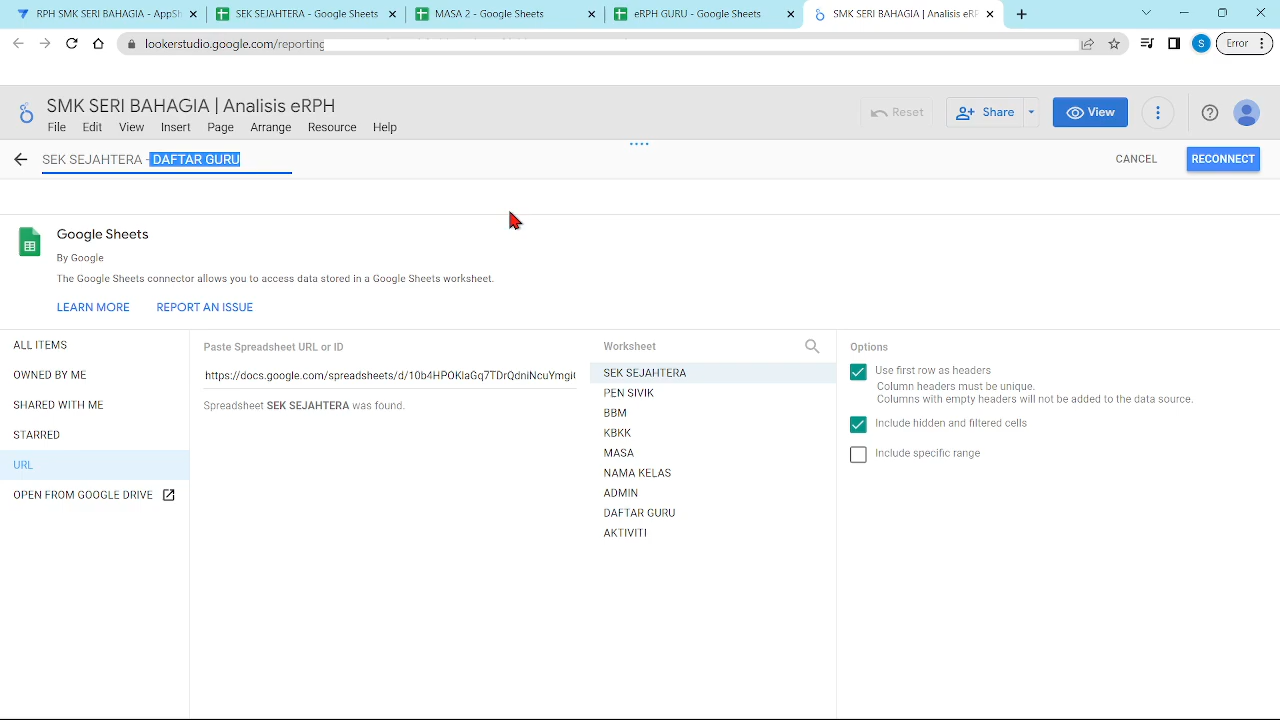 RPH SMK SERI BAHAGIA - AppSh
SEK SEJAHTERA - Google Sheets
MASA 2 - Google Sheets
eRPH GURU - Google Sheets
SMK SERI BAHAGIA | Analisis eRP
lookerstudio.google.com/reporting
S
Error
SMK SERI BAHAGIA | Analisis eRPH
File Edit View Insert Page Arrange Resource Help
Reset
Share
View
SEK SEJAHTERA - DAFTAR GURU
CANCEL
RECONNECT
Google Sheets
By Google
The Google Sheets connector allows you to access data stored in a Google Sheets worksheet.
LEARN MORE
REPORT AN ISSUE
ALL ITEMS
OWNED BY ME
SHARED WITH ME
STARRED
URL
OPEN FROM GOOGLE DRIVE
Paste Spreadsheet URL or ID
Spreadsheet SEK SEJAHTERA was found.
Worksheet
SEK SEJAHTERA
PEN SIVIK
BBM
KBKK
MASA
NAMA KELAS
ADMIN
DAFTAR GURU
AKTIVITI
Options
Use first row as headers
Column headers must be unique.
Columns with empty headers will not be added to the data source.
Include hidden and filtered cells
Include specific range